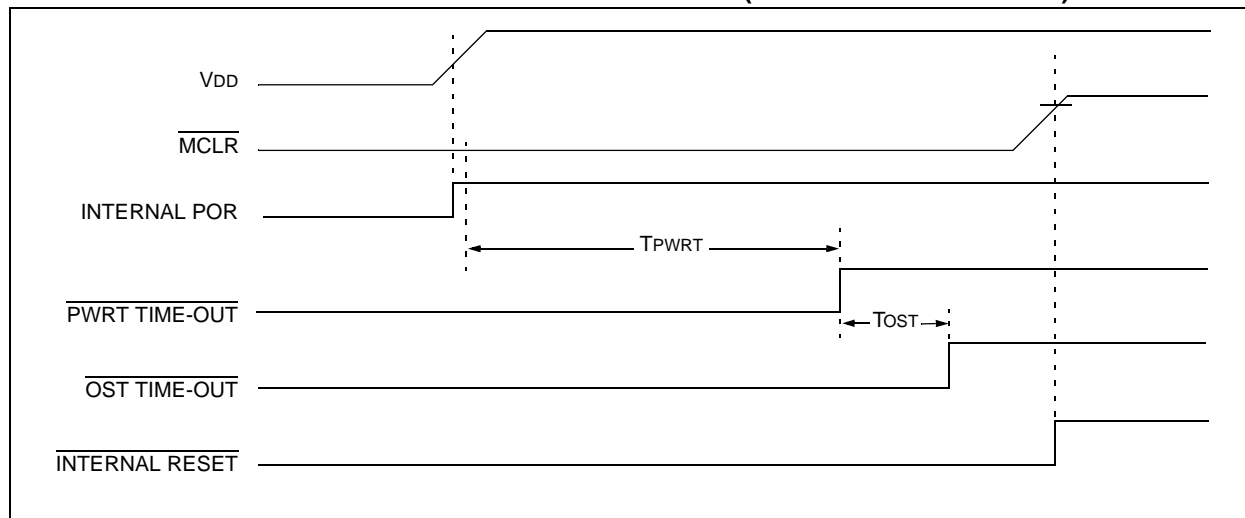 VDD
MCLR
INTERNAL POR
TPWRT
PWRT TIME-OUT
TOST
OST TIME-OUT
INTERNAL RESET